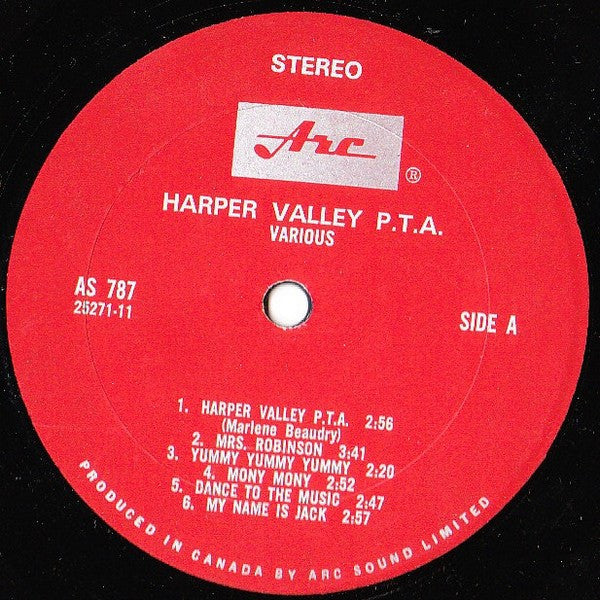 STEREO
Arc
®
HARPER VALLEY P.T.A.
VARIOUS
AS 787
25271-11
SIDE A
1. HARPER VALLEY P.T.A. 2:56
(Marlene Beaudry)
2. MRS. ROBINSON 3:41
3. YUMMY YUMMY YUMMY 2:20
4. MONY MONY 2:52
5. DANCE TO THE MUSIC 2:47
6. MY NAME IS JACK 2:57
PRODUCED IN CANADA BY ARC SOUND LIMITED